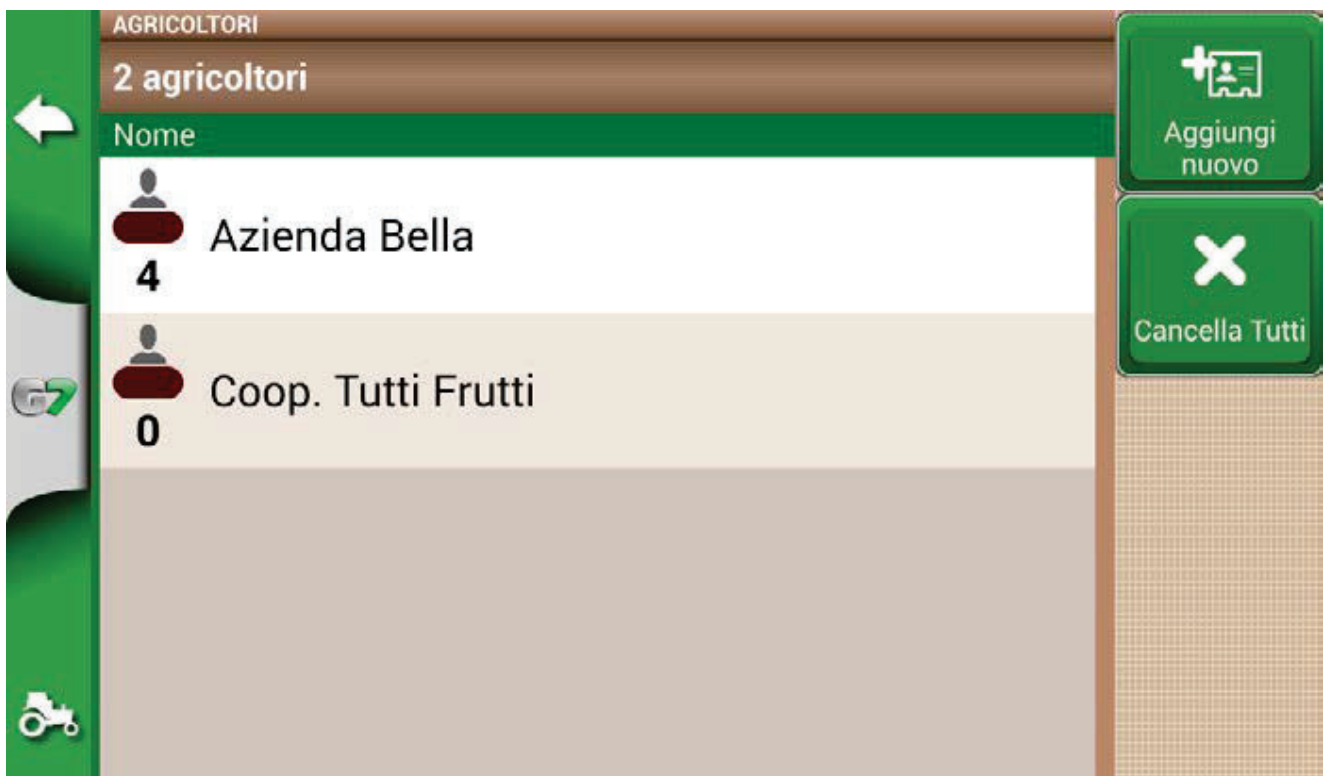 AGRICOLTORI
2 agricoltori
Nome
Azienda Bella
4
Coop. Tutti Frutti
0
Aggiungi
nuovo
Cancella Tutti
G7